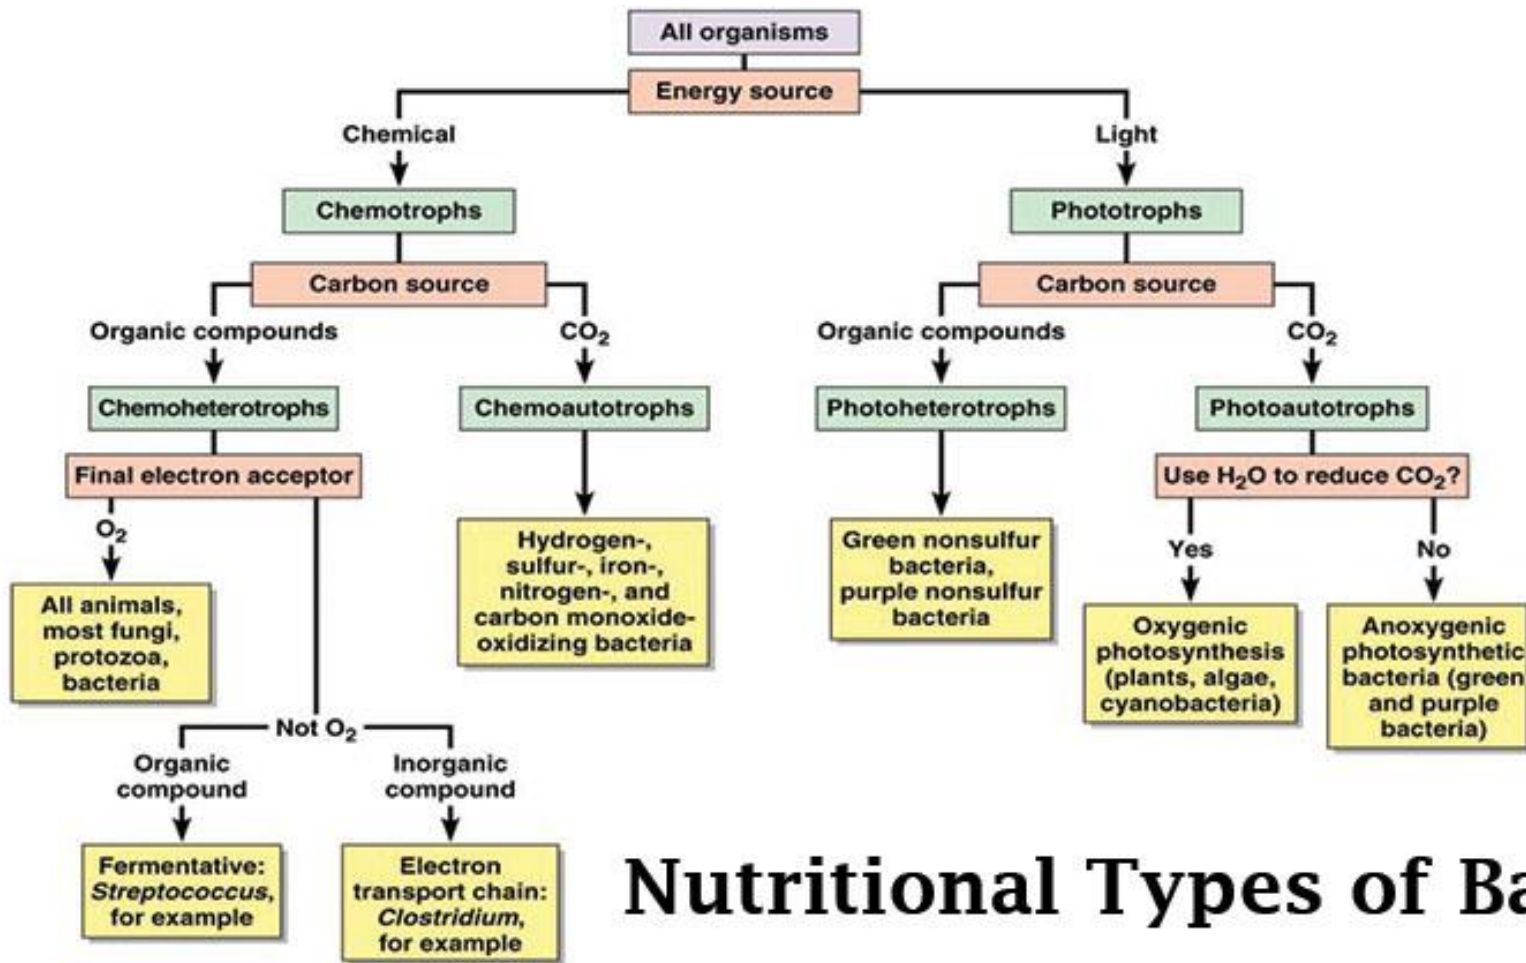 All organisms
Energy source
Chemical
Light
Chemotrophs
Phototrophs
Carbon source
Carbon source
Organic compounds
CO₂
Organic compounds
CO₂
Chemoheterotrophs
Chemoautotrophs
Photoheterotrophs
Photoautotrophs
Final electron acceptor
Use H₂O to reduce CO₂?
O₂
Yes
No
All animals,
most fungi,
protozoa,
bacteria
Hydrogen-,
sulfur-, iron-,
nitrogen-, and
carbon monoxide-
oxidizing bacteria
Green nonsulfur
bacteria,
purple nonsulfur
bacteria
Oxygenic
photosynthesis
(plants, algae,
cyanobacteria)
Anoxygenic
photosynthetic
bacteria (green
and purple
bacteria)
Not O₂
Organic
compound
Inorganic
compound
Fermentative:
Streptococcus,
for example
Electron
transport chain:
Clostridium,
for example
Nutritional Types of Ba